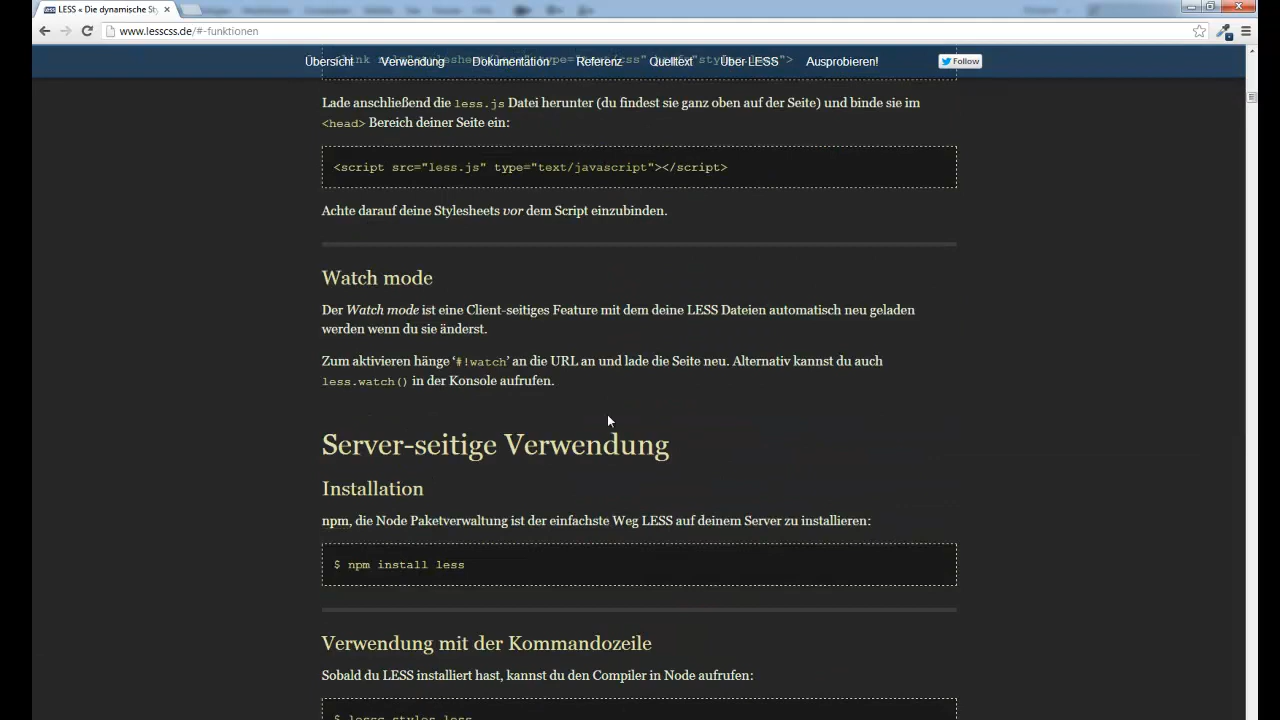 LESS « Die dynamische St
www.lesscss.de/#-funktionen
Übersicht Verwendung Dokumentation Referenz Quelltext Über LESS Ausprobieren! Follow
Lade anschließend die less.js Datei herunter (du findest sie ganz oben auf der Seite) und binde sie im
<head> Bereich deiner Seite ein:
<script src="less.js" type="text/javascript"></script>
Achte darauf deine Stylesheets vor dem Script einzubinden.
Watch mode
Der Watch mode ist eine Client-seitiges Feature mit dem deine LESS Dateien automatisch neu geladen
werden wenn du sie änderst.
Zum aktivieren hänge ‘#!watch’ an die URL an und lade die Seite neu. Alternativ kannst du auch
less.watch() in der Konsole aufrufen.
Server-seitige Verwendung
Installation
npm, die Node Paketverwaltung ist der einfachste Weg LESS auf deinem Server zu installieren:
$ npm install less
Verwendung mit der Kommandozeile
Sobald du LESS installiert hast, kannst du den Compiler in Node aufrufen:
$ lessc styles.less